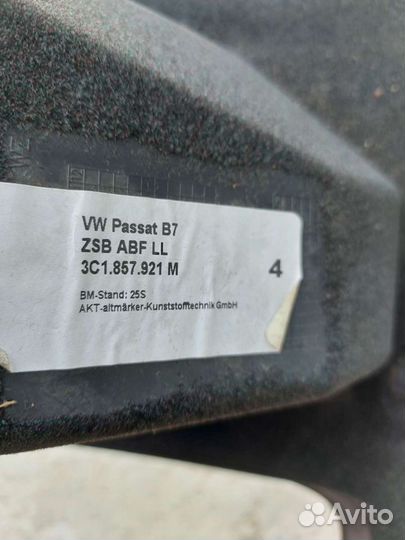 VW Passat B7
ZSB ABF LL
3C1.857.921 M
4
BM-Stand: 25S
AKT-altmärker-Kunststofftechnik GmbH
Avito